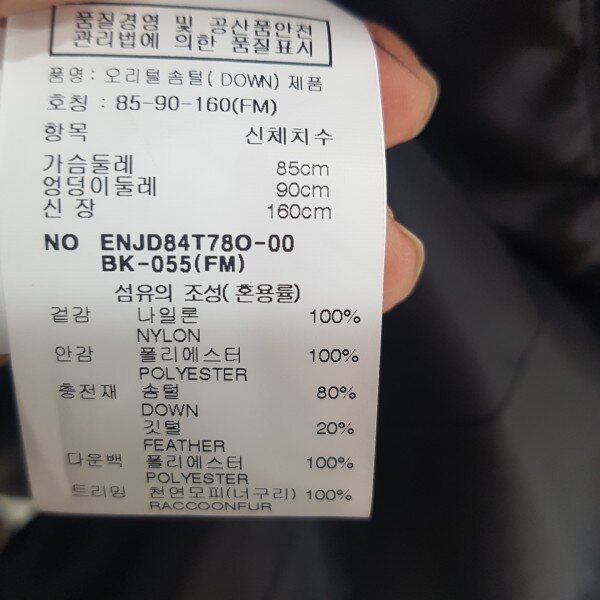 품질경영 및 공산품안전
관리법에 의한 품질표시
품명: 오리털 솜털( DOWN) 제품
호칭 : 85-90-160(FM)
항목 신체치수
가슴둘레 85cm
엉덩이둘레 90cm
신 장 160cm
NO ENJD84T78O-00
BK-055(FM)
섬유의 조성( 혼용률)
겉감 나일론 100%
NYLON
안감 폴리에스터 100%
POLYESTER
충전재 솜털 80%
DOWN
깃털 20%
FEATHER
다운백 폴리에스터 100%
POLYESTER
트리밍 천연모피(너구리) 100%
RACCOONFUR